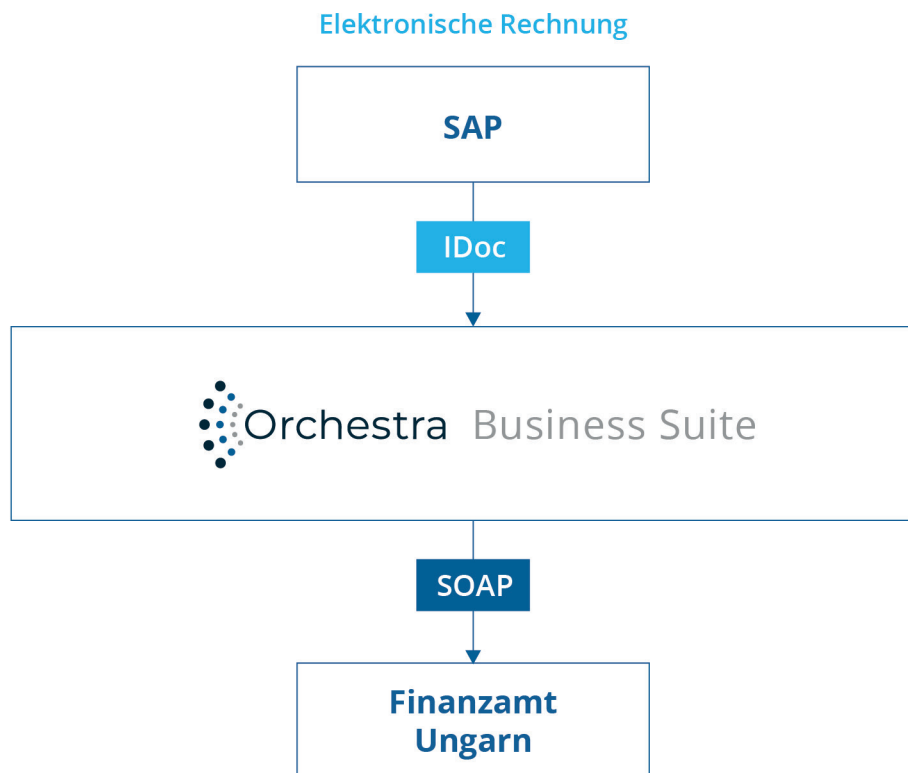 Elektronische Rechnung
SAP
IDoc
Orchestra Business Suite
SOAP
Finanzamt
Ungarn